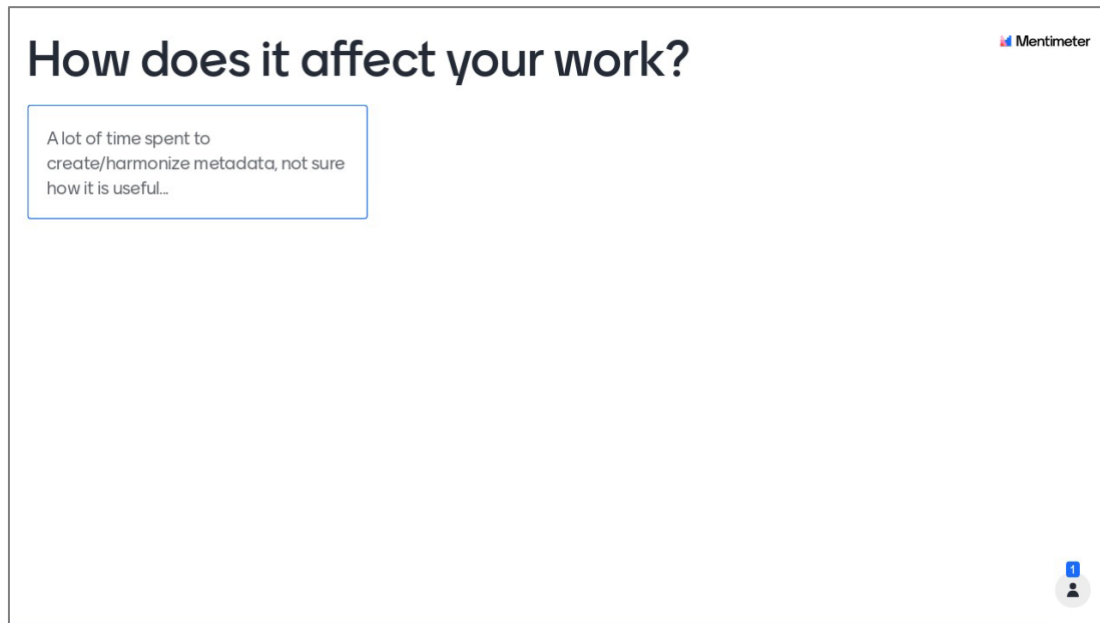 How does it affect your work?
Mentimeter
A lot of time spent to
create/harmonize metadata, not sure
how it is useful...
1